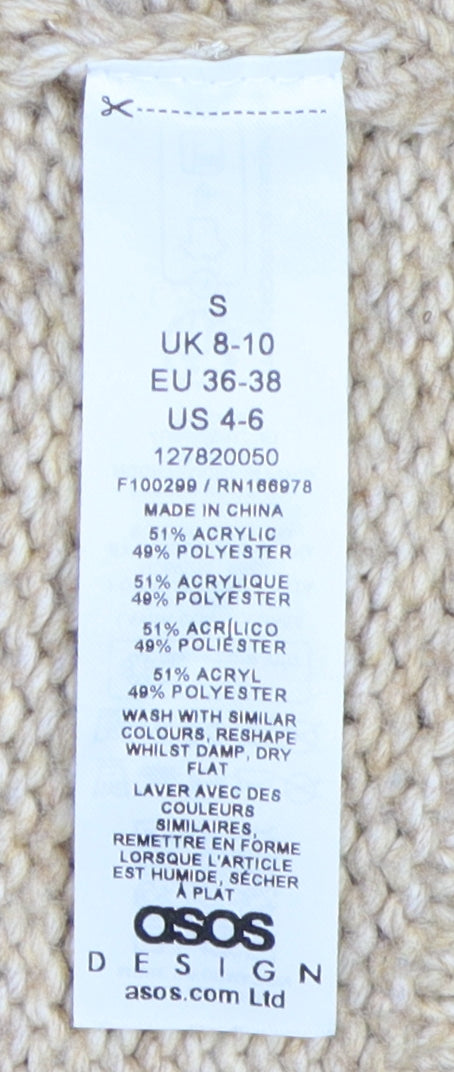 S
UK 8-10
EU 36-38
US 4-6
127820050
F100299 / RN166978
MADE IN CHINA
51% ACRYLIC
49% POLYESTER
51% ACRYLIQUE
49% POLYESTER
51% ACRÍLICO
49% POLIÉSTER
51% ACRYL
49% POLYESTER
WASH WITH SIMILAR
COLOURS, RESHAPE
WHILST DAMP, DRY
FLAT
LAVER AVEC DES
COULEURS
SIMILAIRES,
REMETTRE EN FORME
LORSQUE L'ARTICLE
EST HUMIDE, SÉCHER
À PLAT
asos
DESIGN
asos.com Ltd